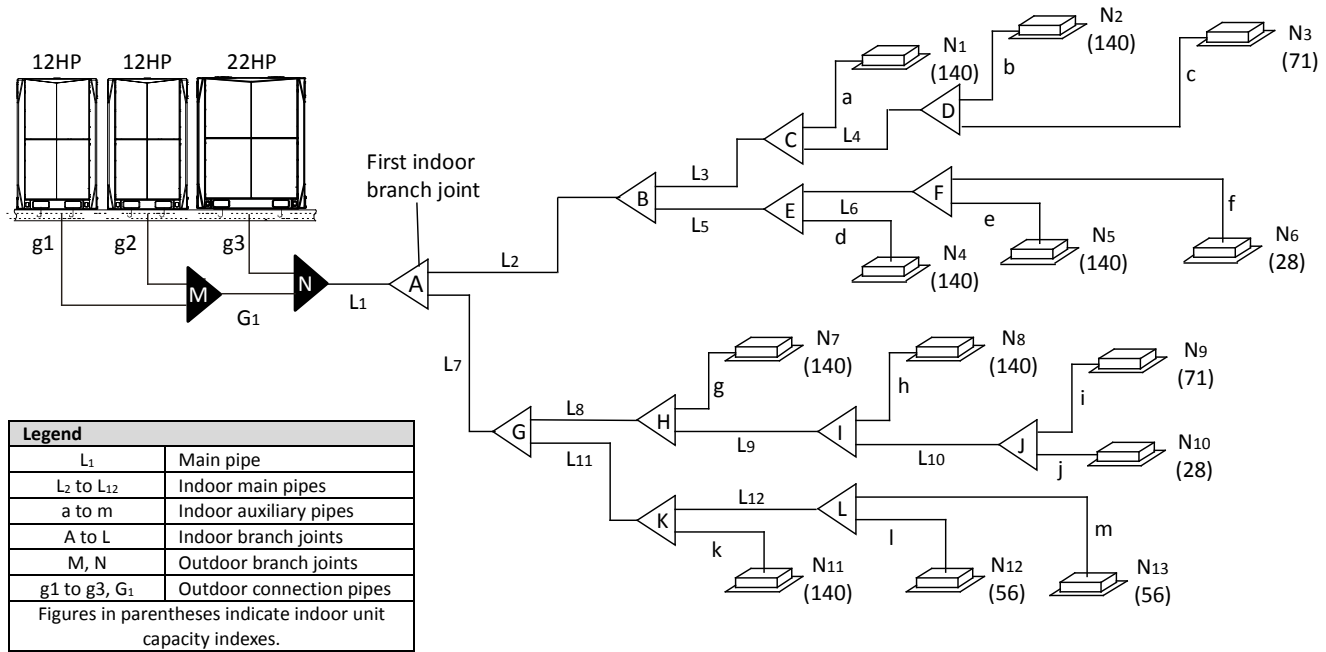 12HP 12HP 22HP
g1 g2 g3
M
N
G1
L1
First indoor
branch joint
A
L2
B
L3
L5
C
a
N1
(140)
L4
D
b
N2
(140)
c
N3
(71)
E
L6
d
N4
(140)
F
e
N5
(140)
f
N6
(28)
L7
G
L8
L11
H
g
N7
(140)
L9
I
h
N8
(140)
L10
J
i
N9
(71)
j
N10
(28)
K
L12
k
N11
(140)
L
l
N12
(56)
m
N13
(56)
Legend
L1 Main pipe
L2 to L12 Indoor main pipes
a to m Indoor auxiliary pipes
A to L Indoor branch joints
M, N Outdoor branch joints
g1 to g3, G1 Outdoor connection pipes
Figures in parentheses indicate indoor unit
capacity indexes.